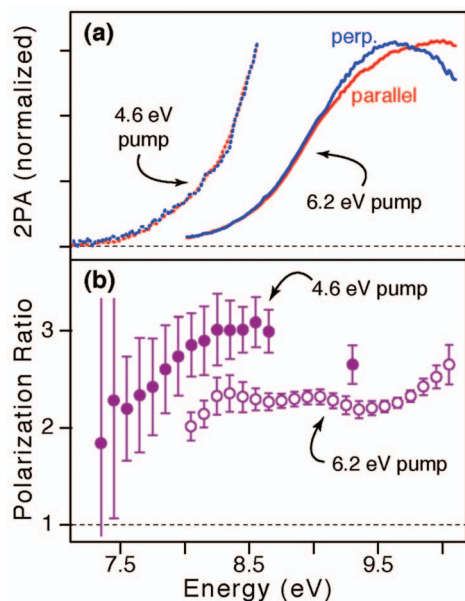 (a)
perp.
parallel
4.6 eV
pump
6.2 eV pump
2PA (normalized)
(b)
4.6 eV pump
6.2 eV pump
Polarization Ratio
3
2
1
7.5 8.5 9.5
Energy (eV)